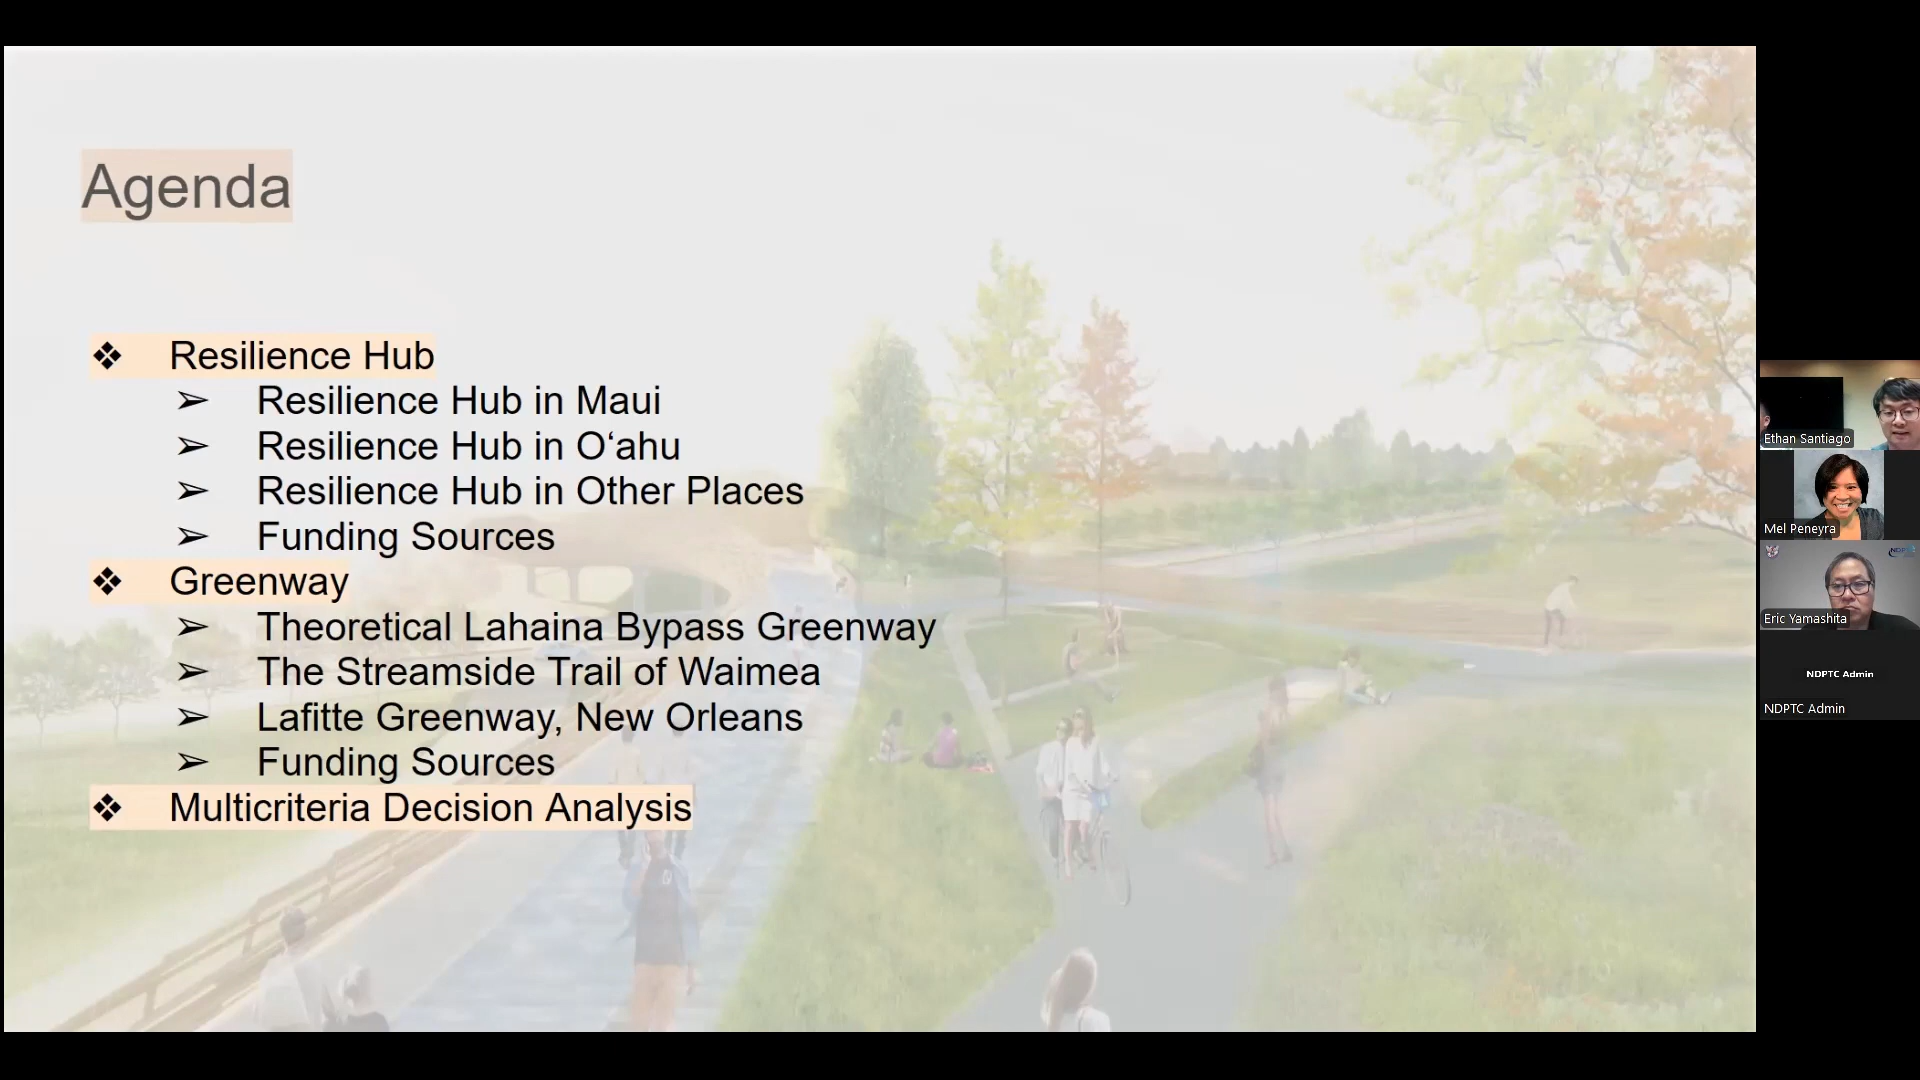 Agenda
❖ Resilience Hub
➢ Resilience Hub in Maui
➢ Resilience Hub in Oʻahu
➢ Resilience Hub in Other Places
➢ Funding Sources
❖ Greenway
➢ Theoretical Lahaina Bypass Greenway
➢ The Streamside Trail of Waimea
➢ Lafitte Greenway, New Orleans
➢ Funding Sources
❖ Multicriteria Decision Analysis
Ethan Santiago
Mel Peneyra
Eric Yamashita
NDPTC Admin
NDPTC Admin